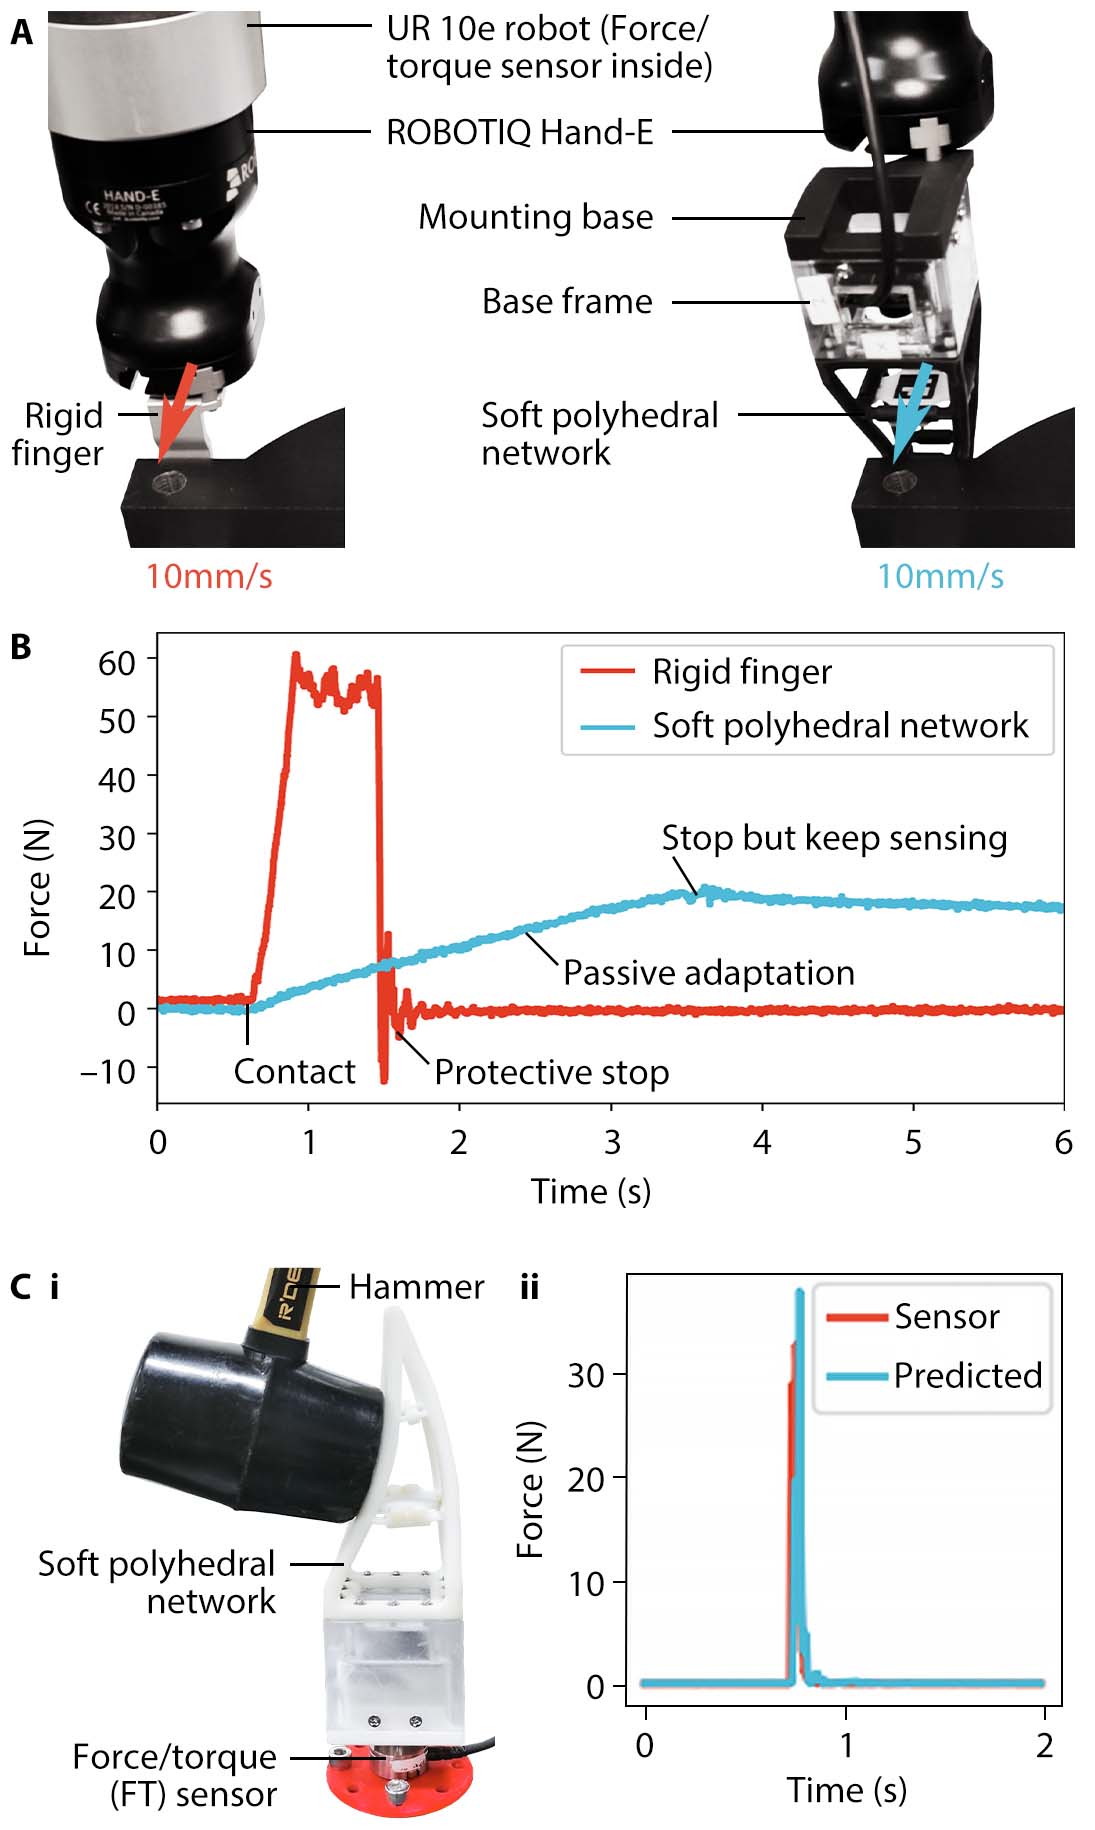 A
UR 10e robot (Force/
torque sensor inside)
ROBOTIQ Hand-E
HAND-E
Made in Canada
Mounting base
Base frame
Rigid
finger
Soft polyhedral
network
10mm/s
10mm/s
B
Rigid finger
Soft polyhedral network
Force (N)
60
50
40
30
20
10
0
–10
Stop but keep sensing
Passive adaptation
Contact
Protective stop
0 1 2 3 4 5 6
Time (s)
C i
Hammer
Soft polyhedral
network
Force/torque
(FT) sensor
ii
Sensor
Predicted
Force (N)
30
20
10
0
0 1 2
Time (s)